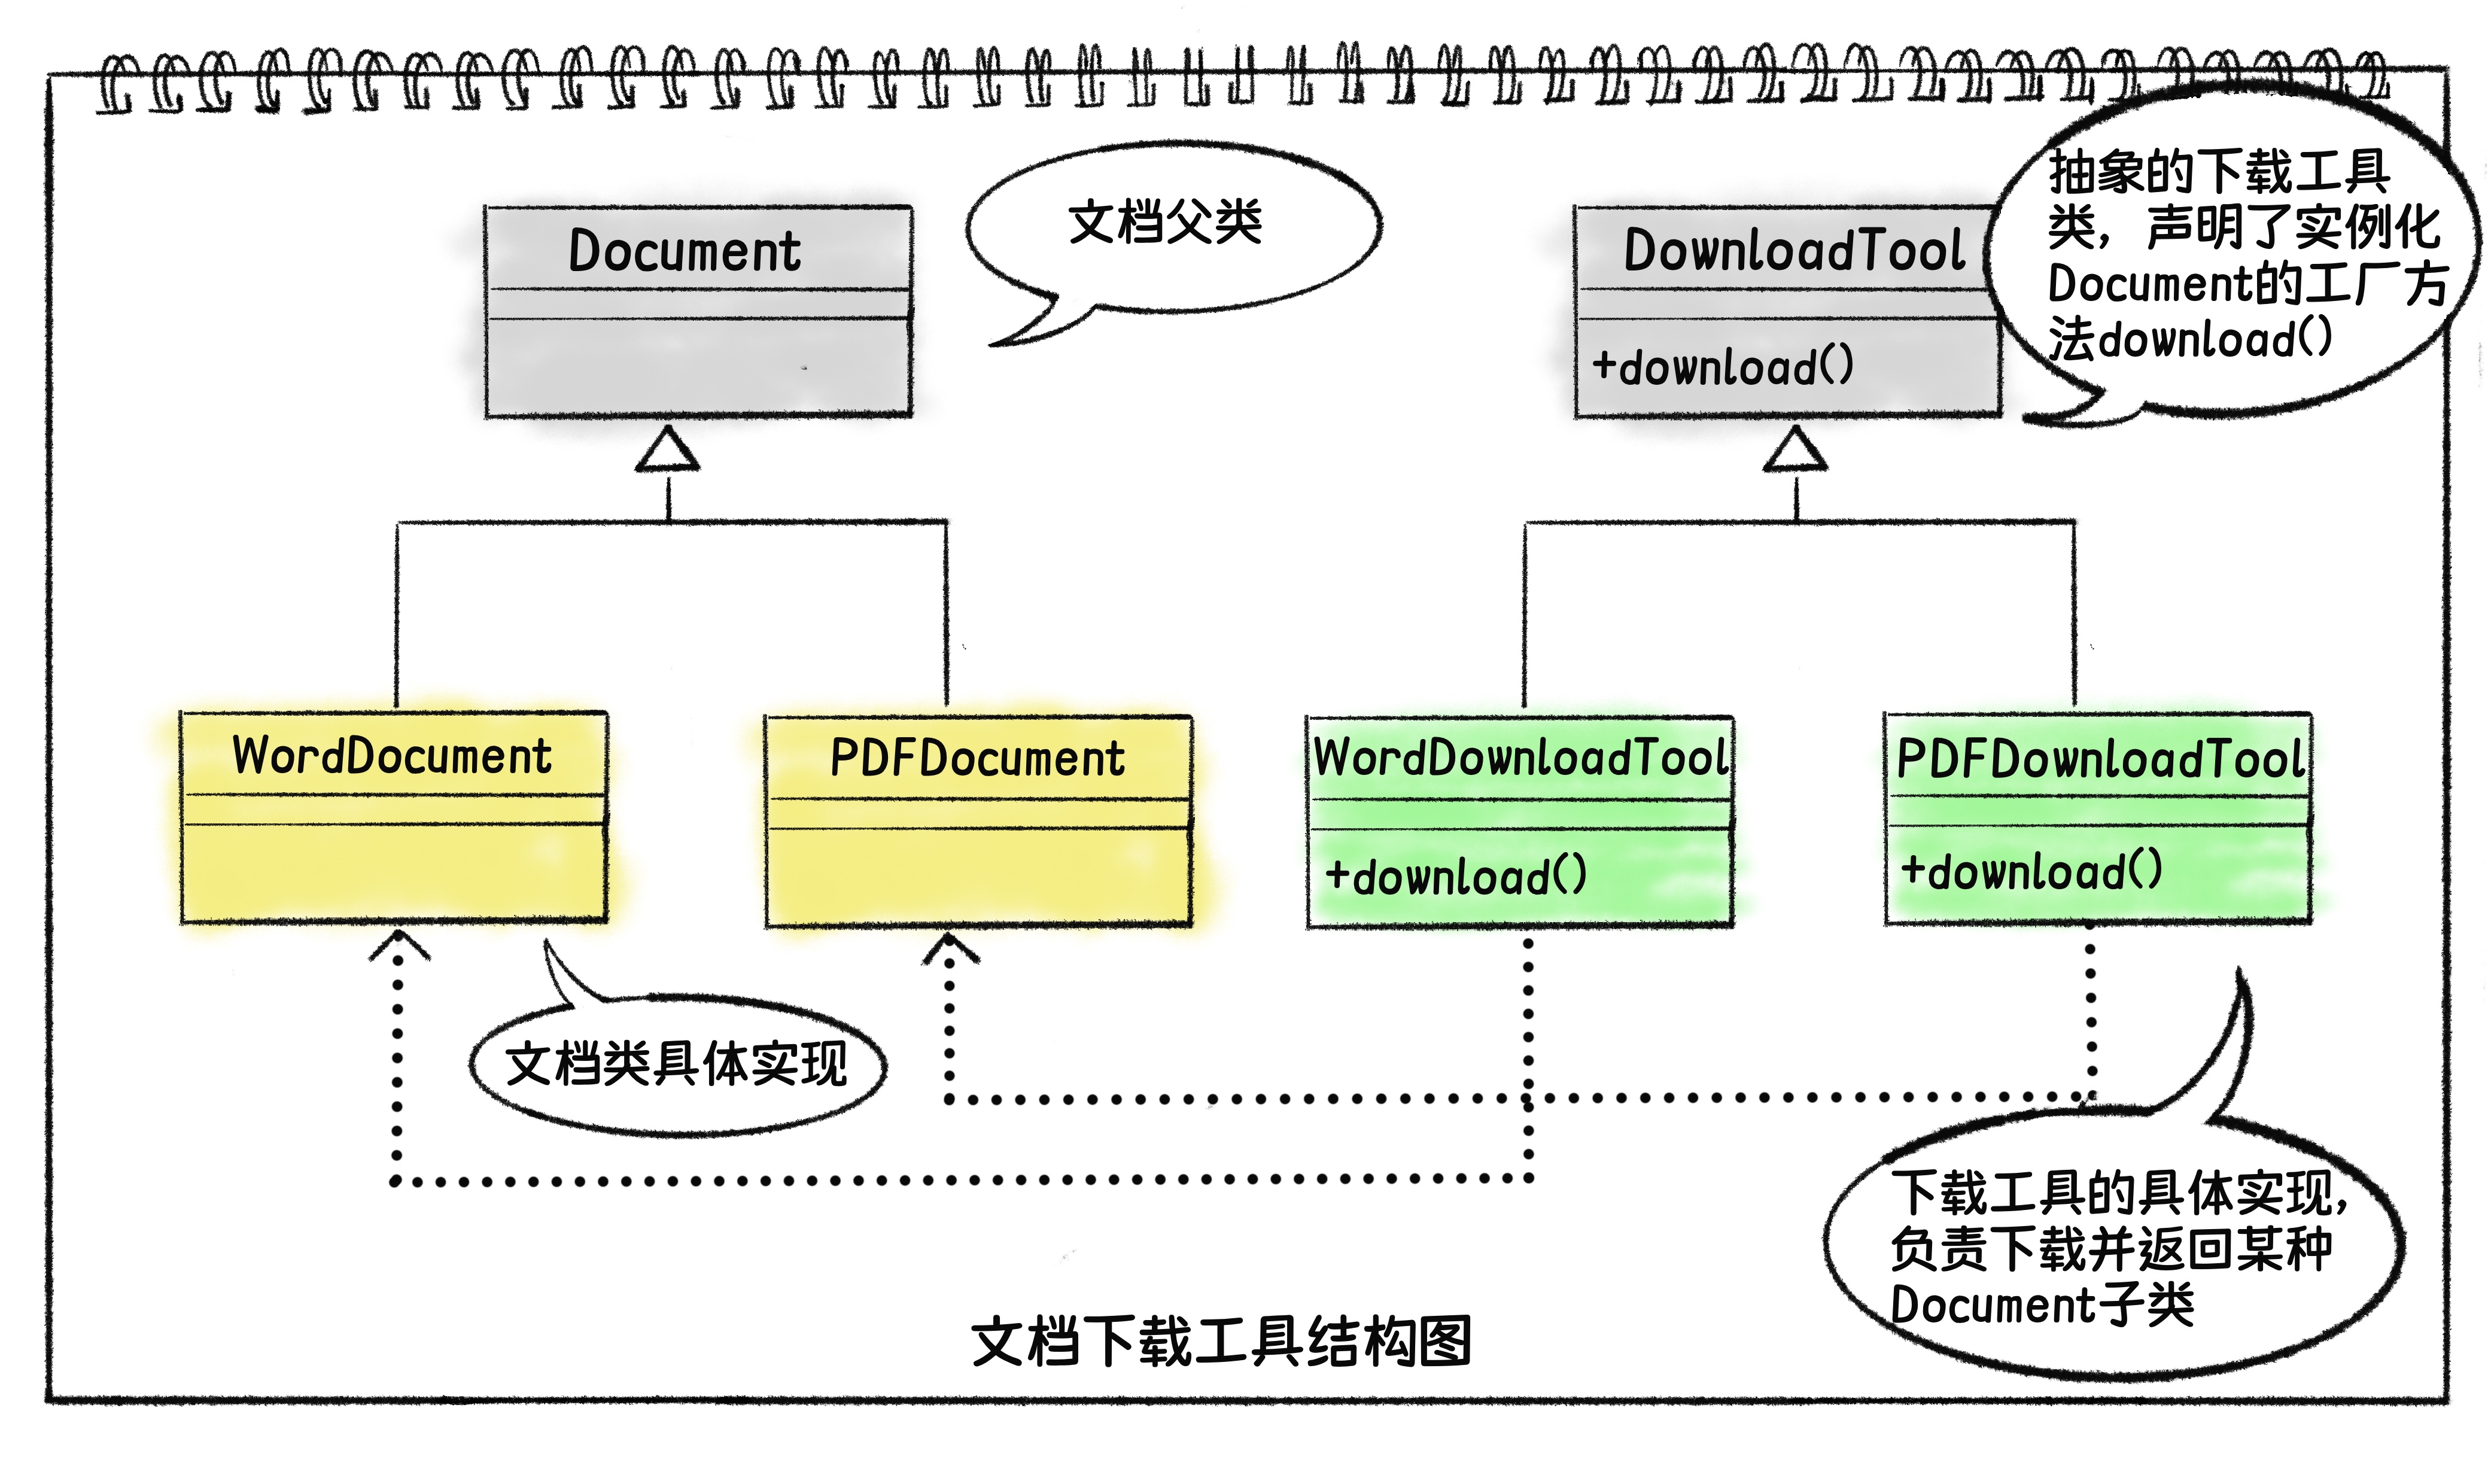 Document
文档父类
DownloadTool
+download()
抽象的下载工具
类，声明了实例化
Document的工厂方
法download()
WordDocument
PDFDocument
WordDownloadTool
+download()
PDFDownloadTool
+download()
文档类具体实现
下载工具的具体实现，
负责下载并返回某种
Document子类
文档下载工具结构图